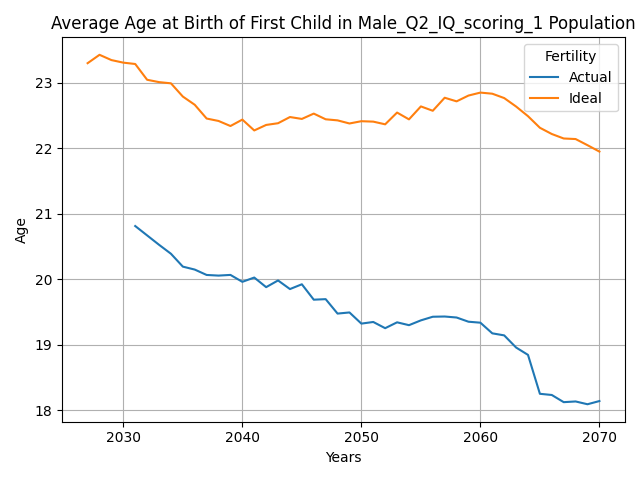 Average Age at Birth of First Child in Male_Q2_IQ_scoring_1 Population
Fertility
Actual
Ideal
23
22
21
20
19
18
Age
2030
2040
2050
2060
2070
Years